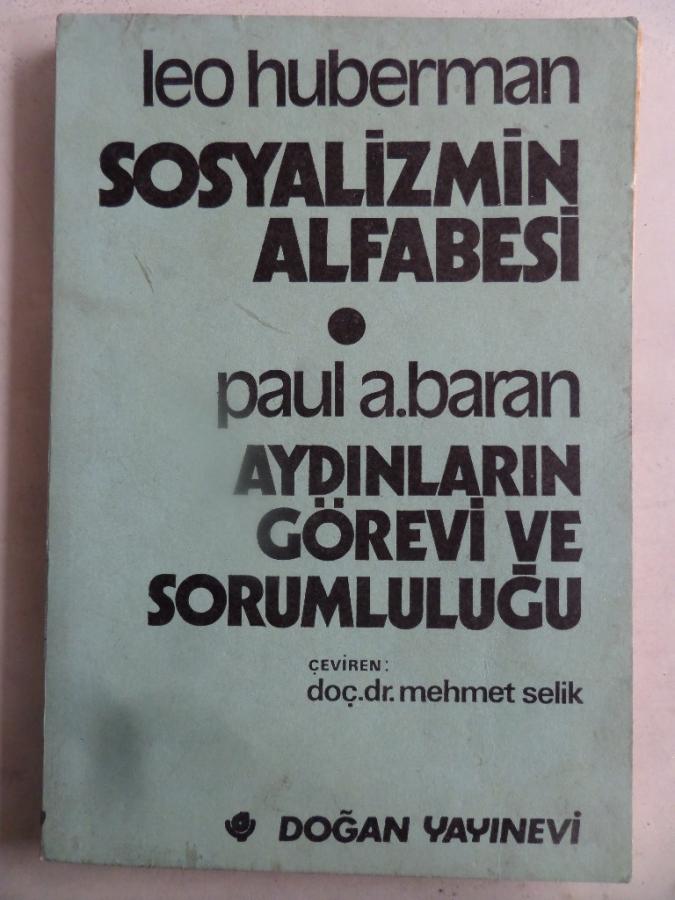 leo huberman
SOSYALİZMİN
ALFABESİ
paul a.baran
AYDINLARIN
GÖREVİ VE
SORUMLULUĞU
ÇEVİREN:
doç.dr. mehmet selik
DOĞAN YAYINEVİ